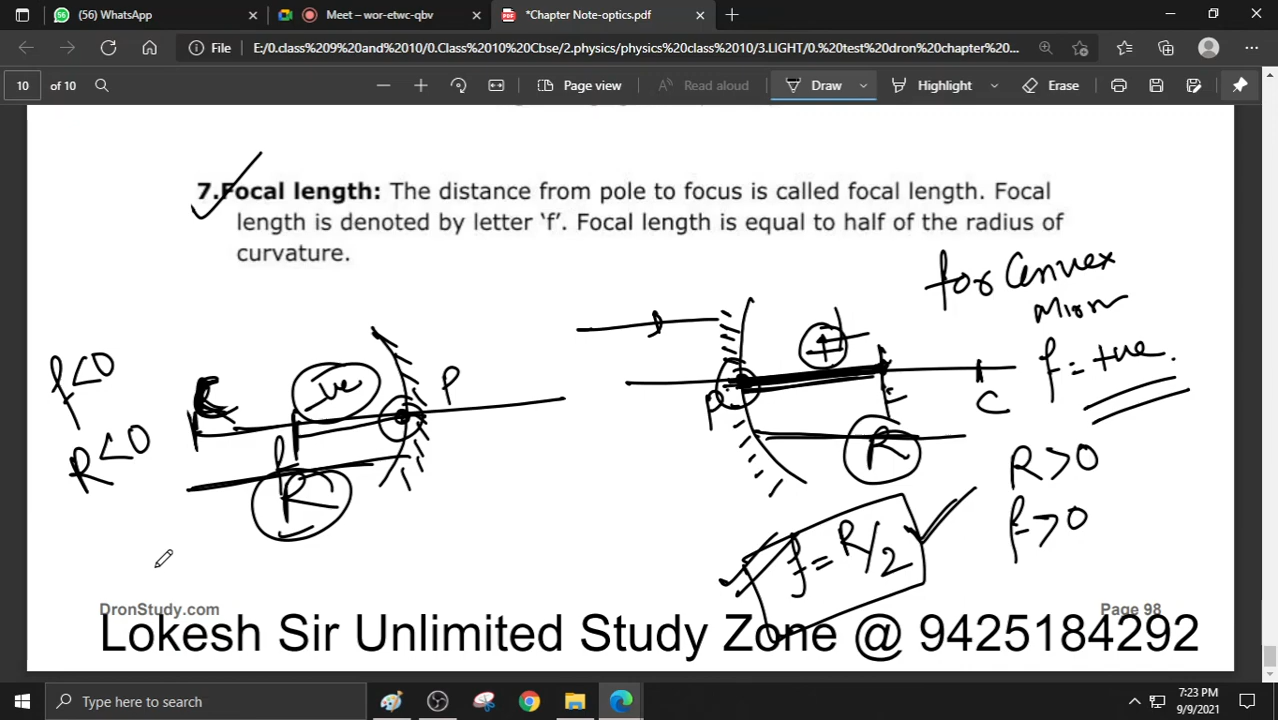 (56) WhatsApp
Meet – wor-etwc-qbv
*Chapter Note-optics.pdf
File
E:/0.class%209%20and%2010/0.Class%2010%20Cbse/2.physics/physics%20class%2010/3.LIGHT/0.%20test%20dron%20chapter%20...
10 of 10
Page view
Read aloud
Draw
Highlight
Erase
7.Focal length: The distance from pole to focus is called focal length. Focal
length is denoted by letter ‘f’. Focal length is equal to half of the radius of
curvature.
for Convex
f = +ve.
f<0
R<0
C
-ve
P
f
R
+
P
C
R
R>0
f>0
f = R/2
DronStudy.com
Page 98
Lokesh Sir Unlimited Study Zone @ 9425184292
Type here to search
7:23 PM
9/9/2021